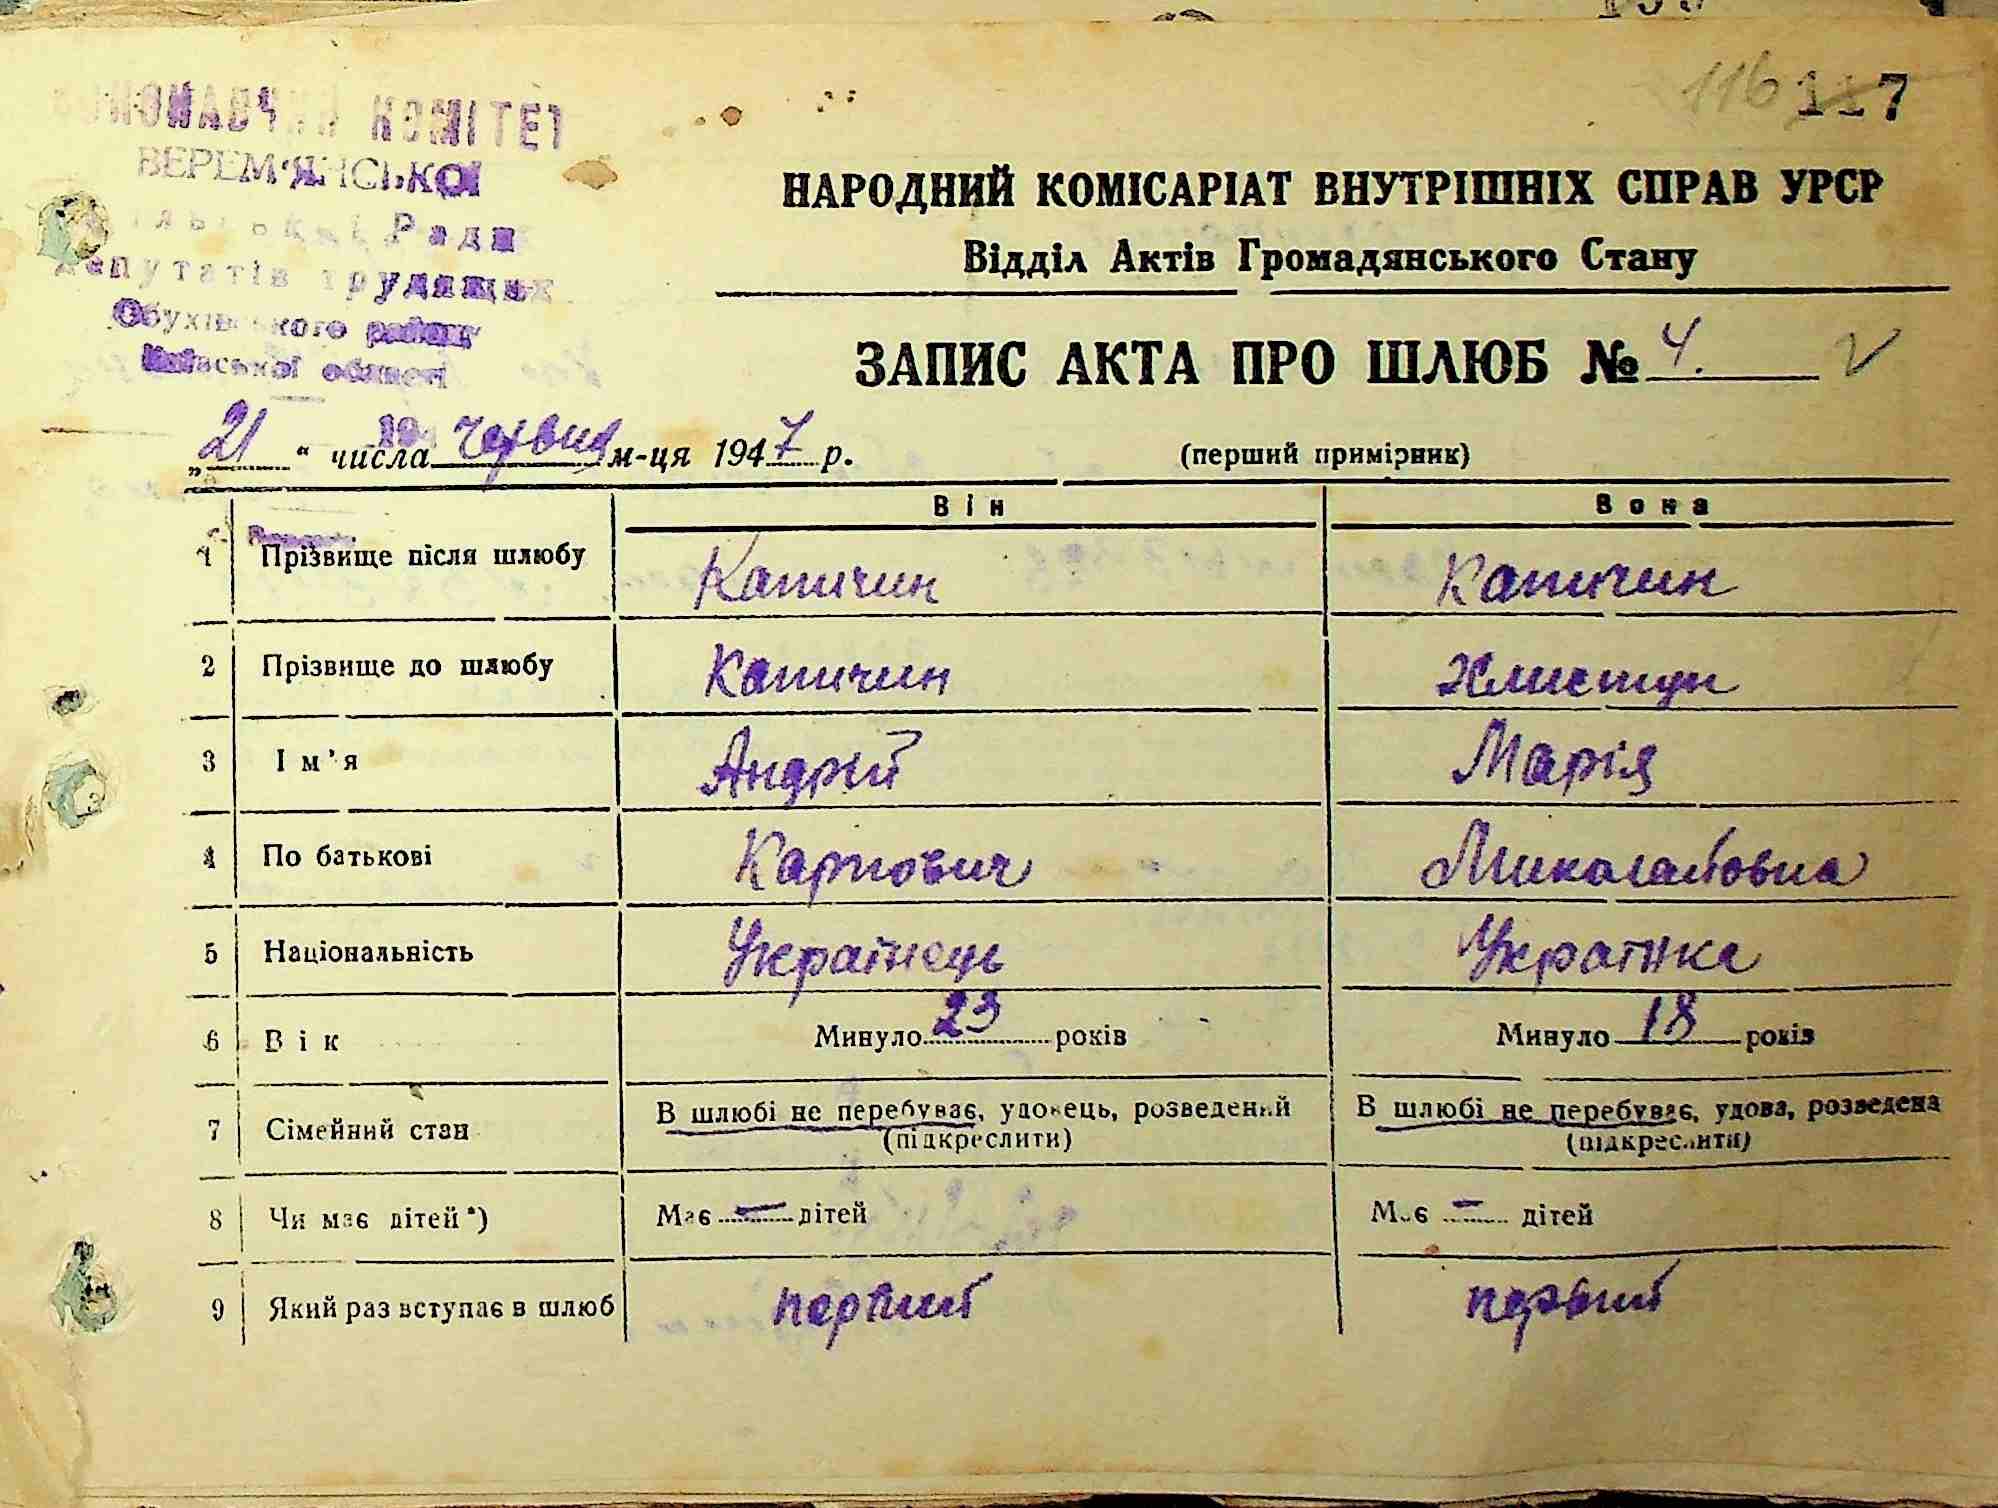 116 117
ВИКОНАВЧИЙ КОМІТЕТ
ВЕРЕМ'ЯНСЬКОЇ
сільської Ради
депутатів трудящих
Обухівського району
Київської області
НАРОДНИЙ КОМІСАРІАТ ВНУТРІШНІХ СПРАВ УРСР
Відділ Актів Громадянського Стану
ЗАПИС АКТА ПРО ШЛЮБ № 4.
„21“ числа червня м-ця 1947 р. (перший примірник)
Він Вона
1 Прізвище після шлюбу Капичин Капичин
2 Прізвище до шлюбу Капичин Хлистун
3 Ім'я Андрій Марія
4 По батькові Карпович Миколаївовна
5 Національність Українець Українка
6 Вік Минуло 23 років Минуло 18 років
7 Сімейний стан В шлюбі не перебуває, удовець, розведений В шлюбі не перебуває, удова, розведена
(підкреслити) (підкреслити)
8 Чи має дітей*) Має — дітей Має — дітей
9 Який раз вступає в шлюб первий первий